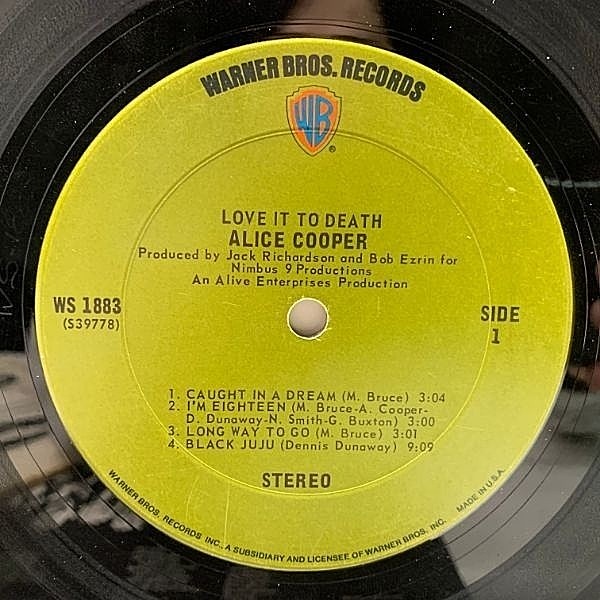 WARNER BROS. RECORDS
WB
®
LOVE IT TO DEATH
ALICE COOPER
Produced by Jack Richardson and Bob Ezrin for
Nimbus 9 Productions
An Alive Enterprises Production
WS 1883
(S39778)
SIDE
1
1. CAUGHT IN A DREAM (M. Bruce) 3:04
2. I'M EIGHTEEN (M. Bruce-A. Cooper-
D. Dunaway-N. Smith-G. Buxton) 3:00
3. LONG WAY TO GO (M. Bruce) 3:01
4. BLACK JUJU (Dennis Dunaway) 9:09
STEREO
WARNER BROS. RECORDS INC., A SUBSIDIARY AND LICENSEE OF WARNER BROS. INC. MADE IN U.S.A.